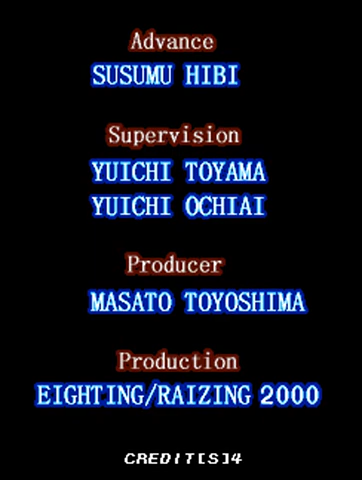 Advance
SUSUMU HIBI
Supervision
YUICHI TOYAMA
YUICHI OCHIAI
Producer
MASATO TOYOSHIMA
Production
EIGHTING/RAIZING 2000
CREDIT[S]4